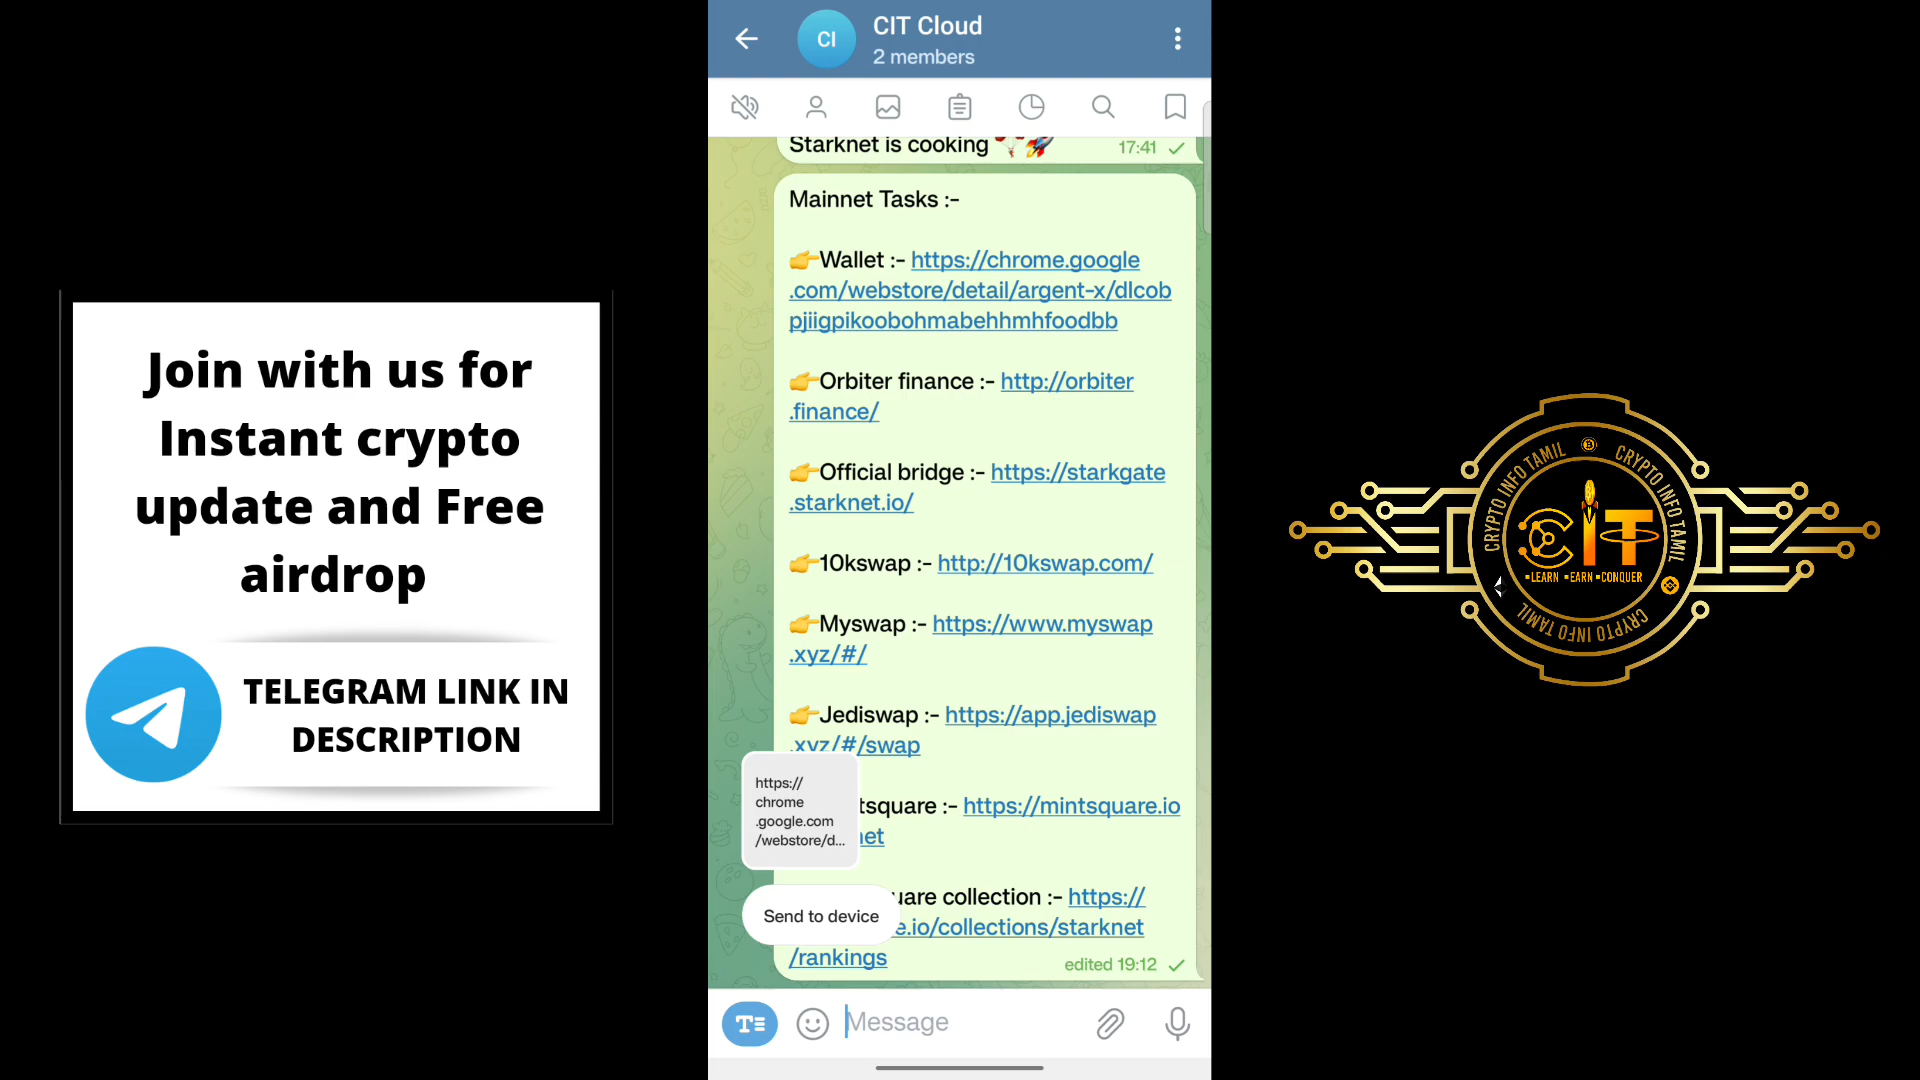 Join with us for
Instant crypto
update and Free
airdrop
TELEGRAM LINK IN
DESCRIPTION
CI
CIT Cloud
2 members
Starknet is cooking
17:41
Mainnet Tasks :-
👉Wallet :- https://chrome.google
.com/webstore/detail/argent-x/dlcob
pjiigpikoobohmabehhmhfoodbb
👉Orbiter finance :- http://orbiter
.finance/
👉Official bridge :- https://starkgate
.starknet.io/
👉10kswap :- http://10kswap.com/
👉Myswap :- https://www.myswap
.xyz/#/
👉Jediswap :- https://app.jediswap
.xyz/#/swap
tsquare :- https://mintsquare.io
net
uare collection :- https://
e.io/collections/starknet
/rankings
edited 19:12
https://
chrome
.google.com
/webstore/d...
Send to device
Message
CRYPTO INFO TAMIL
CRYPTO INFO TAMIL
CRYPTO INFO TAMIL
CIT
▪LEARN ▪EARN ▪CONQUER